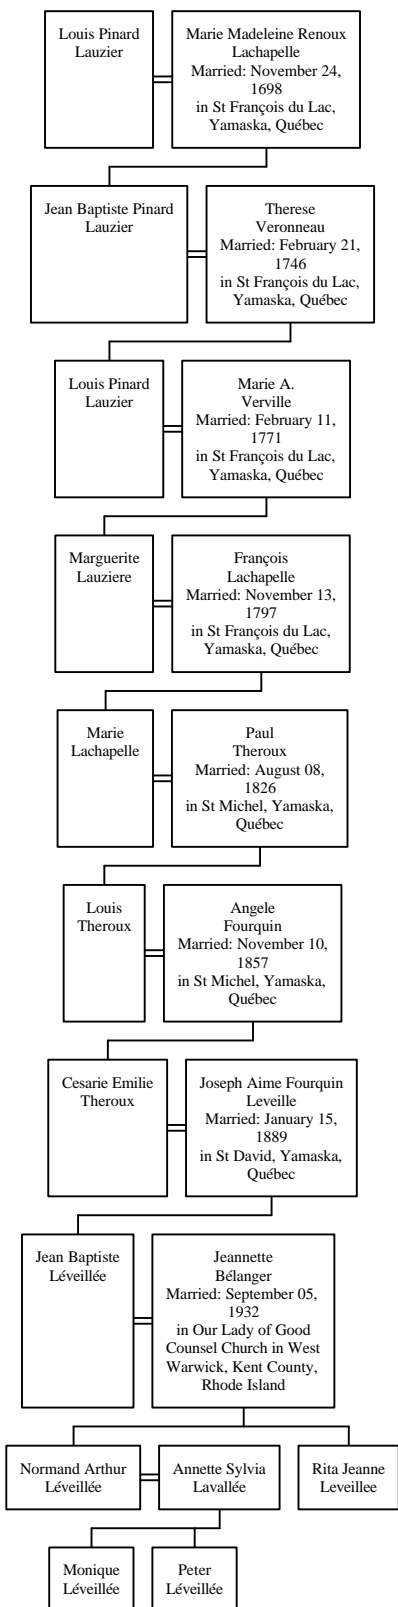 Louis Pinard
Lauzier
Marie Madeleine Renoux
Lachapelle
Married: November 24,
1698
in St François du Lac,
Yamaska, Québec
Jean Baptiste Pinard
Lauzier
Therese
Veronneau
Married: February 21,
1746
in St François du Lac,
Yamaska, Québec
Louis Pinard
Lauzier
Marie A.
Verville
Married: February 11,
1771
in St François du Lac,
Yamaska, Québec
Marguerite
Lauziere
François
Lachapelle
Married: November 13,
1797
in St François du Lac,
Yamaska, Québec
Marie
Lachapelle
Paul
Theroux
Married: August 08,
1826
in St Michel, Yamaska,
Québec
Louis
Theroux
Angele
Fourquin
Married: November 10,
1857
in St Michel, Yamaska,
Québec
Cesarie Emilie
Theroux
Joseph Aime Fourquin
Leveille
Married: January 15,
1889
in St David, Yamaska,
Québec
Jean Baptiste
Léveillée
Jeannette
Bélanger
Married: September 05,
1932
in Our Lady of Good
Counsel Church in West
Warwick, Kent County,
Rhode Island
Normand Arthur
Léveillée
Annette Sylvia
Lavallée
Rita Jeanne
Leveillee
Monique
Léveillée
Peter
Léveillée